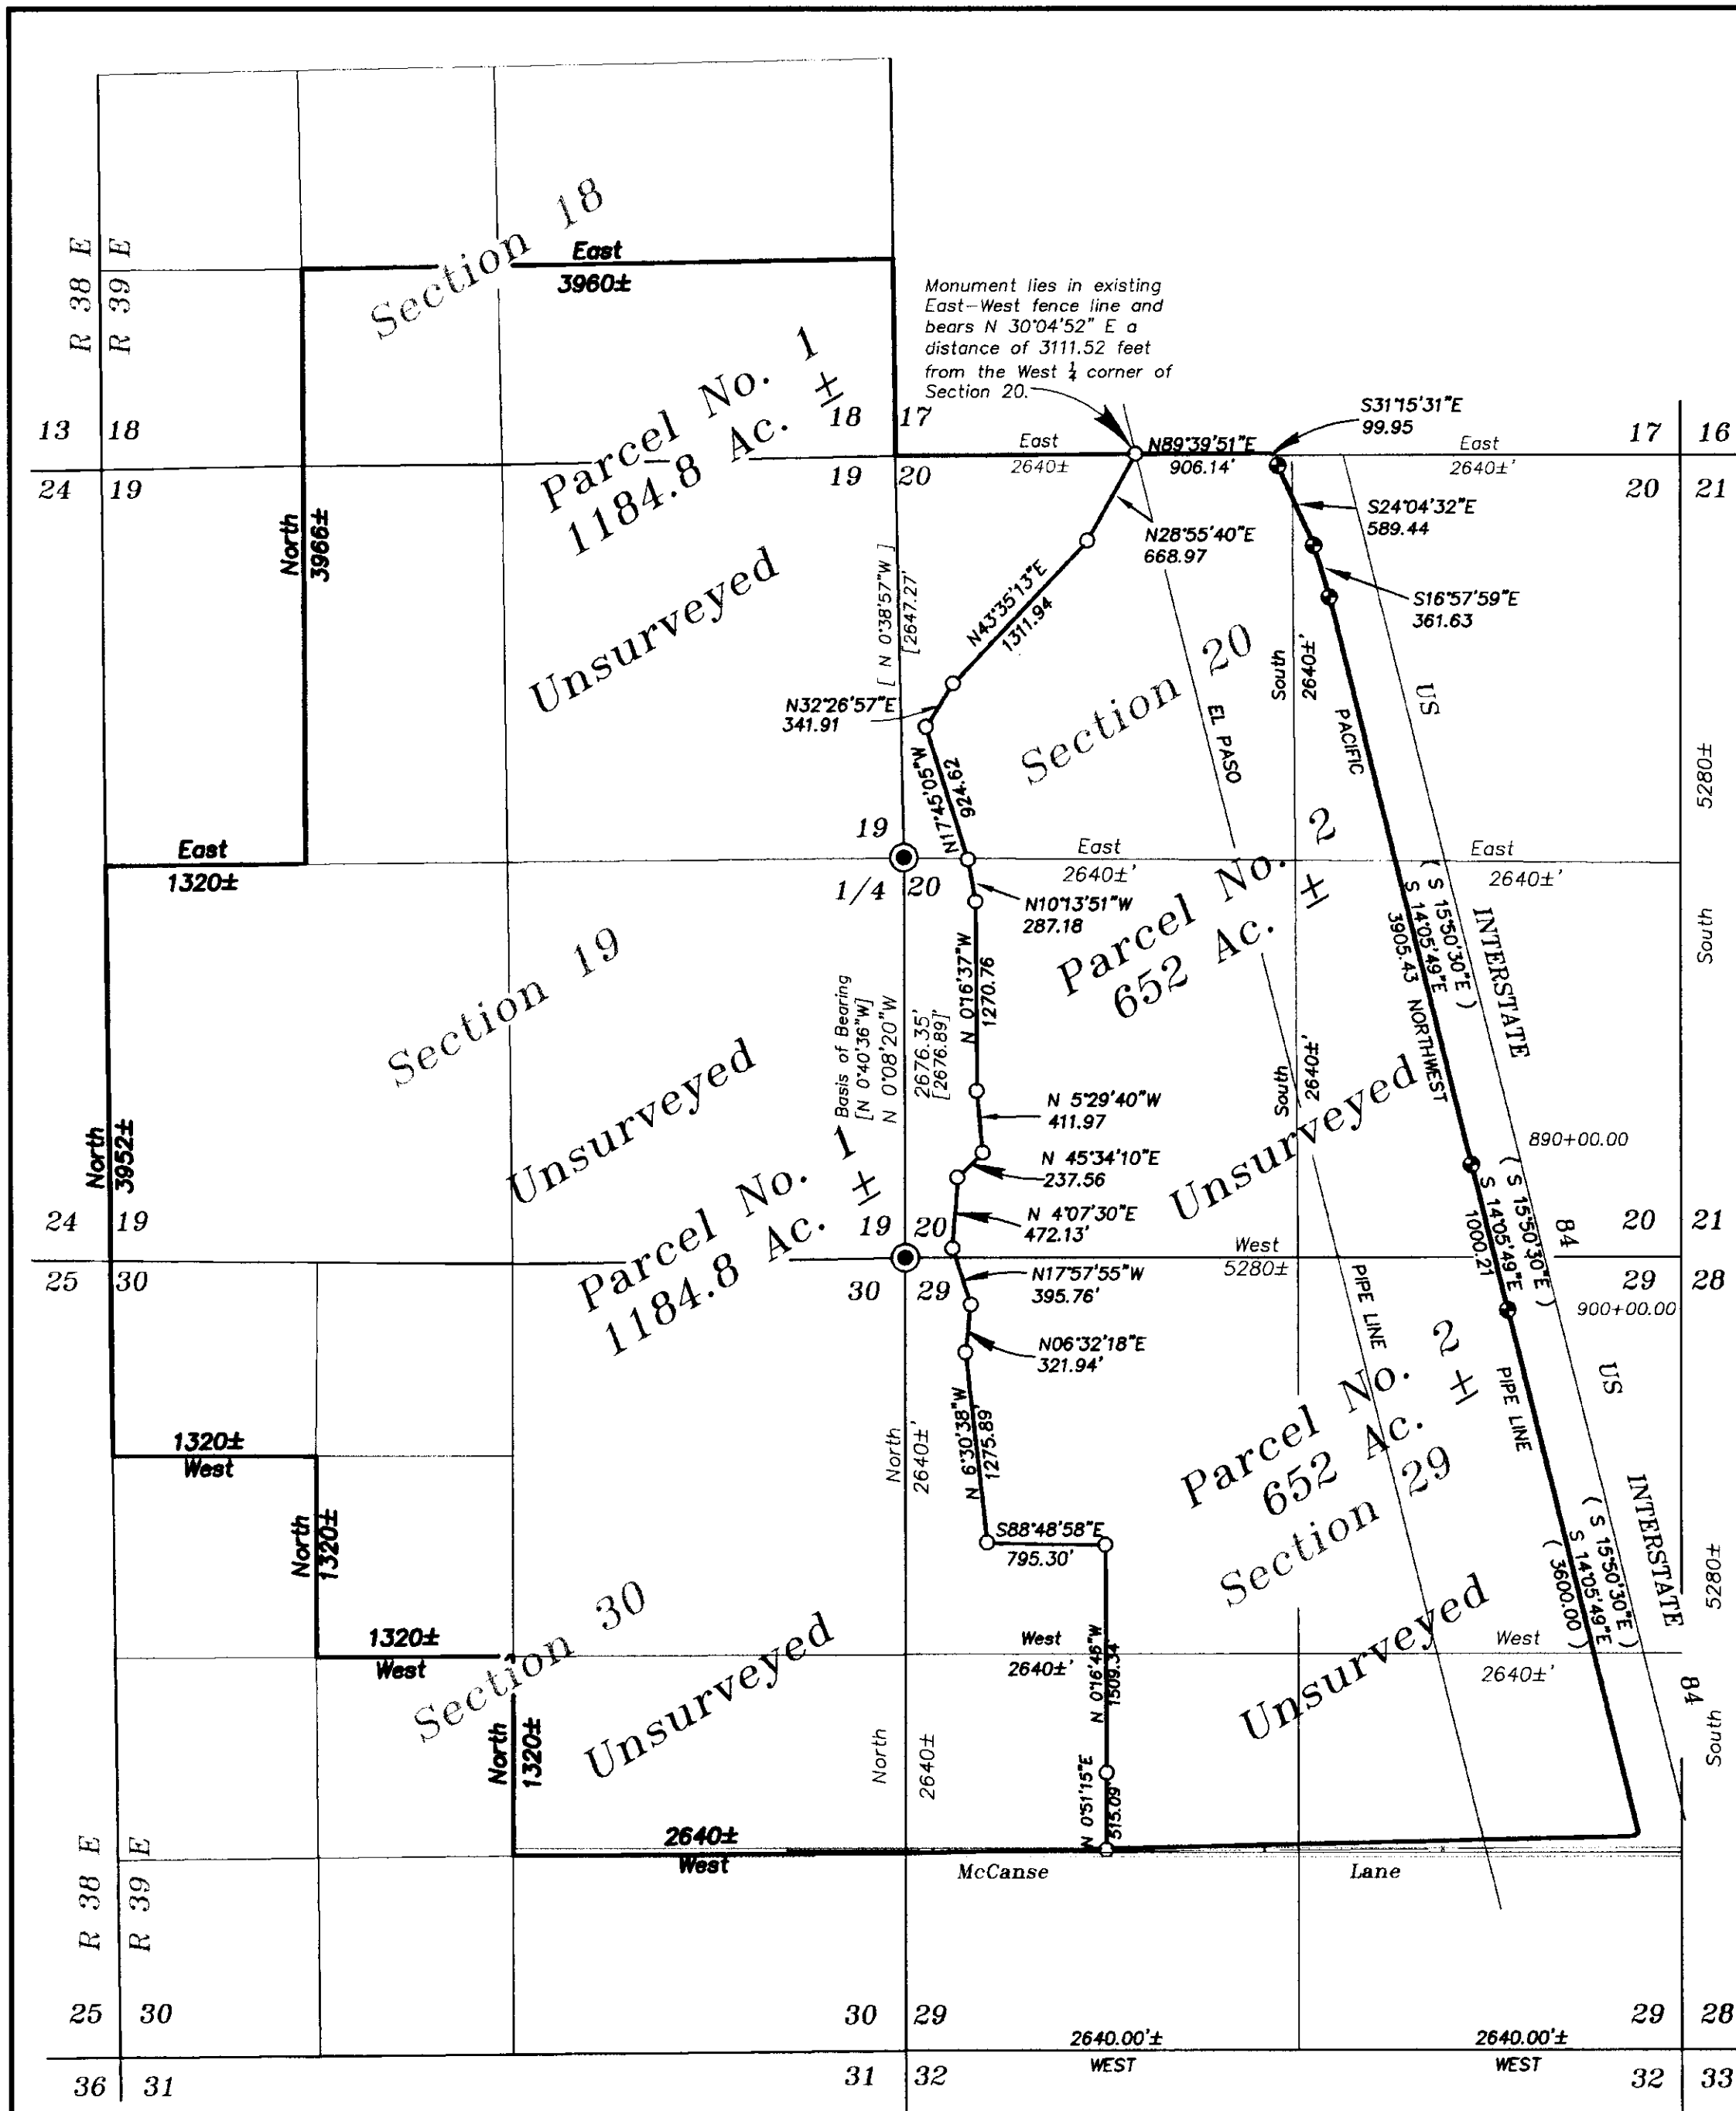 R 38 E
R 39 E
Section 18
East
3960±
Monument lies in existing
East-West fence line and
bears N 30°04'52" E a
distance of 3111.52 feet
from the West 1/4 corner of
Section 20.
Parcel No. 1
1184.8 Ac. ±
Unsurveyed
13 18
24 19
18 17
19 20
East
2640±
N89°39'51"E
906.14'
S31°15'31"E
99.95
East
2640±'
17 16
20 21
S24°04'32"E
589.44
N28°55'40"E
668.97
S16°57'59"E
361.63
North
3966±
[ N 0°38'57"W ]
[2647.27'
N43°35'13"E
1311.94
N32°26'57"E
341.91
N17°45'05"W
924.62
Section 20
EL PASO
South
2640±'
PACIFIC
US
5280±
South
East
1320±
19
1/4 20
East
2640±'
East
2640±'
N10°13'51"W
287.18
Parcel No. 2
652 Ac. ±
Unsurveyed
( S 15°50'30"E )
S 14°05'49"E
3905.43 NORTHWEST
INTERSTATE
Section 19
Unsurveyed
Basis of Bearing
[N 0°40'36"W]
N 0°08'20"W
2676.35'
[2676.89]'
N 0°16'37"W
1270.76
South
2640±'
N 5°29'40"W
411.97
890+00.00
N 45°34'10"E
237.56
North
3952±
Parcel No. 1
1184.8 Ac. ±
N 4°07'30"E
472.13'
( S 15°50'30"E )
S 14°05'49"E
1000.21
84
24 19
25 30
19 20
30 29
West
5280±
20 21
29 28
900+00.00
N17°57'55"W
395.76'
PIPE LINE
N06°32'18"E
321.94'
Parcel No. 2
652 Ac. ±
Section 29
Unsurveyed
PIPE LINE
US
INTERSTATE
84
1320±
West
North
2640±'
N 6°30'38"W
1275.89'
North
1320±
S88°48'58"E
795.30'
( S 15°50'30"E )
S 14°05'49"E
( 3600.00 )
5280±
South
Section 30
Unsurveyed
1320±
West
West
2640±'
N 0°16'46"W
1509.34
West
2640±'
North
1320±
North
2640±
N 0°51'15"E
515.09'
2640±
West
McCanse
Lane
R 38 E
R 39 E
25 30
36 31
30 29
31 32
2640.00'±
WEST
2640.00'±
WEST
29 28
32 33